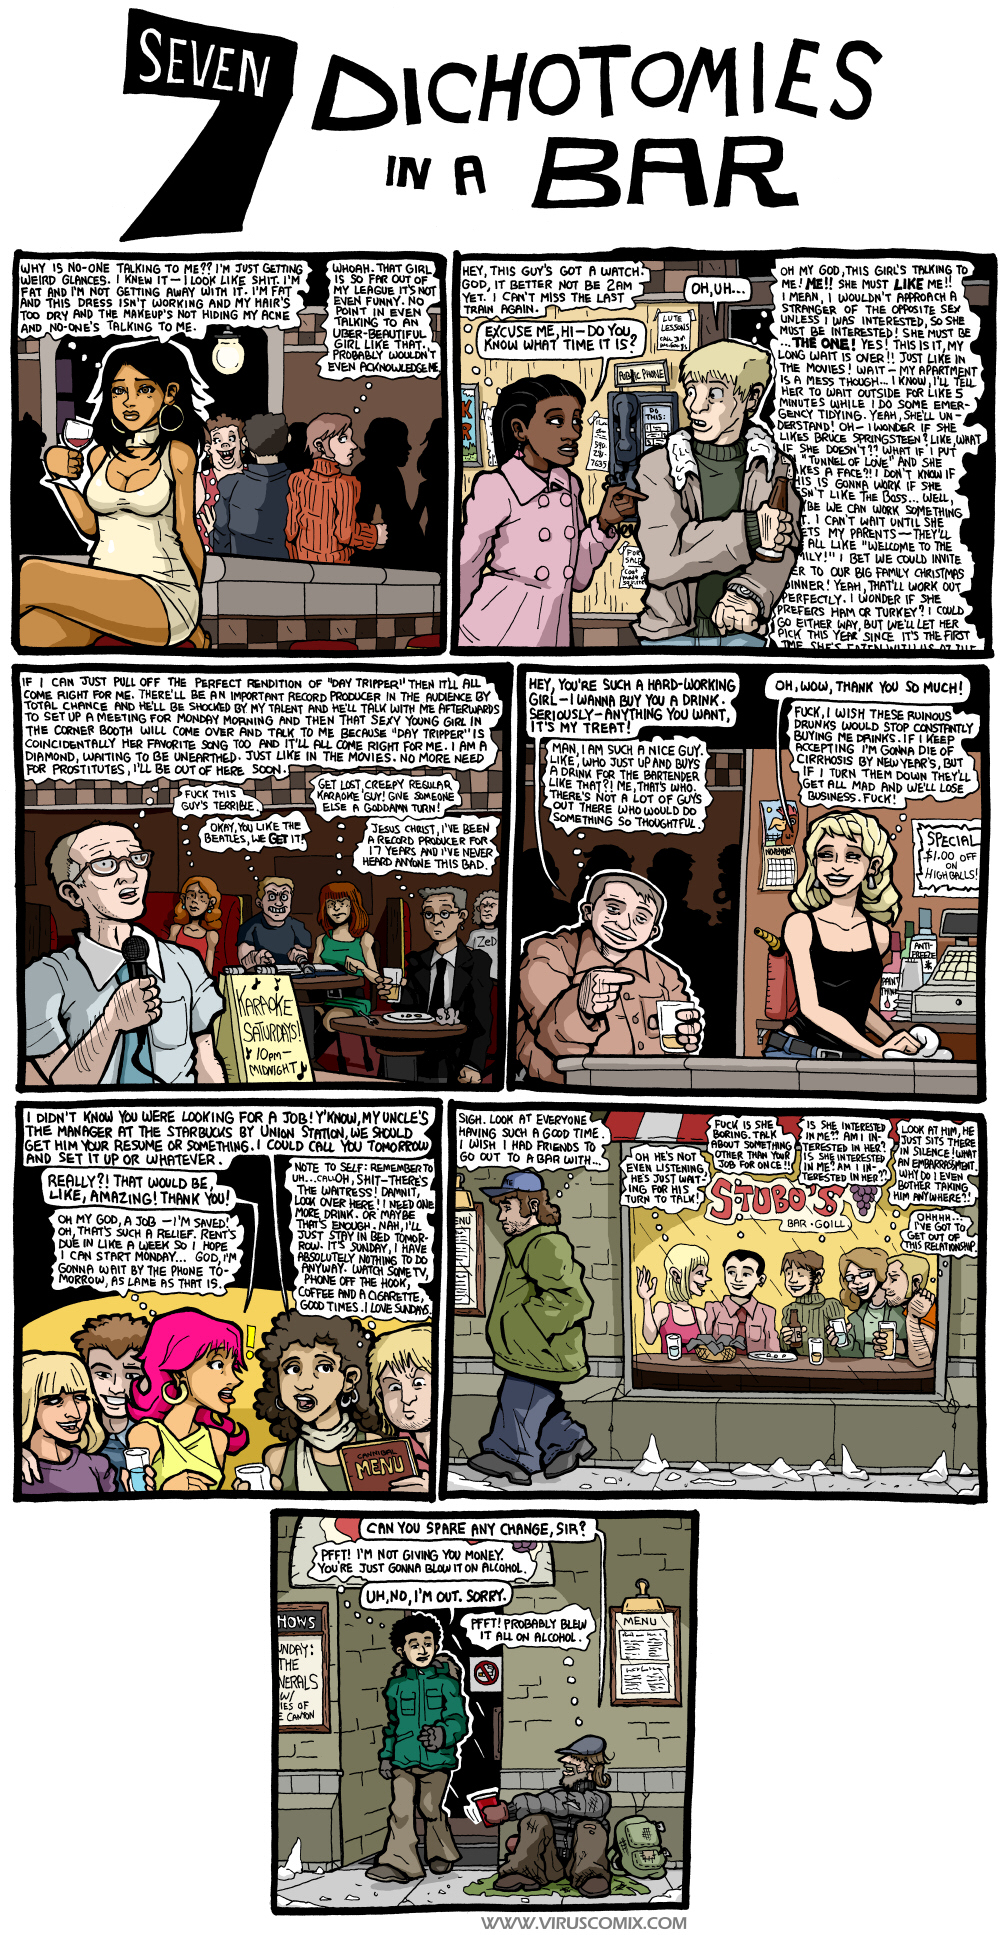 SEVEN
7 DICHOTOMIES
IN A BAR
WHY IS NO-ONE TALKING TO ME?? I'M JUST GETTING
WEIRD GLANCES. I KNEW IT—I LOOK LIKE SHIT. I'M
FAT AND I'M NOT GETTING AWAY WITH IT. I'M FAT
AND THIS DRESS ISN'T WORKING AND MY HAIR'S
TOO DRY AND THE MAKEUP'S NOT HIDING MY ACNE
AND NO-ONE'S TALKING TO ME.
WHOAH. THAT GIRL
IS SO FAR OUT OF
MY LEAGUE IT'S NOT
EVEN FUNNY. NO
POINT IN EVEN
TALKING TO AN
UBER-BEAUTIFUL
GIRL LIKE THAT.
PROBABLY WOULDN'T
EVEN ACKNOWLEDGE ME.
HEY, THIS GUY'S GOT A WATCH.
GOD, IT BETTER NOT BE 2AM
YET. I CAN'T MISS THE LAST
TRAIN AGAIN.
EXCUSE ME, HI—DO YOU
KNOW WHAT TIME IT IS?
OH, UH...
LUTE
LESSONS
CALL JIM
PUBLIC PHONE
DO
THIS:
7635
FOR
SALE
OH MY GOD, THIS GIRL'S TALKING TO
ME! ME!! SHE MUST LIKE ME!!
I MEAN, I WOULDN'T APPROACH A
STRANGER OF THE OPPOSITE SEX
UNLESS I WAS INTERESTED, SO SHE
MUST BE INTERESTED! SHE MUST BE
...THE ONE! YES! THIS IS IT, MY
LONG WAIT IS OVER!! JUST LIKE IN
THE MOVIES! WAIT—MY APARTMENT
IS A MESS THOUGH... I KNOW, I'LL TELL
HER TO WAIT OUTSIDE FOR LIKE 5
MINUTES WHILE I DO SOME EMER-
GENCY TIDYING. YEAH, SHE'LL UN-
DERSTAND! OH—I WONDER IF SHE
LIKES BRUCE SPRINGSTEEN? LIKE, WHAT
IF SHE DOESN'T?? WHAT IF I PUT
"TUNNEL OF LOVE" AND SHE
AKES A FACE?! I DON'T KNOW IF
HIS IS GONNA WORK IF SHE
SN'T LIKE THE BOSS... WELL,
YBE WE CAN WORK SOMETHING
T. I CAN'T WAIT UNTIL SHE
ETS MY PARENTS—THEY'LL
E ALL LIKE "WELCOME TO THE
MILY!" I BET WE COULD INVITE
ER TO OUR BIG FAMILY CHRISTMAS
DINNER! YEAH, THAT'LL WORK OUT
PERFECTLY. I WONDER IF SHE
PREFERS HAM OR TURKEY? I COULD
GO EITHER WAY, BUT WE'LL LET HER
PICK THIS YEAR SINCE IT'S THE FIRST
TIME SHE'S EATEN WITH US AT THE
IF I CAN JUST PULL OFF THE PERFECT RENDITION OF "DAY TRIPPER" THEN IT'LL ALL
COME RIGHT FOR ME. THERE'LL BE AN IMPORTANT RECORD PRODUCER IN THE AUDIENCE BY
TOTAL CHANCE AND HE'LL BE SHOCKED BY MY TALENT AND HE'LL TALK WITH ME AFTERWARDS
TO SET UP A MEETING FOR MONDAY MORNING AND THEN THAT SEXY YOUNG GIRL IN
THE CORNER BOOTH WILL COME OVER AND TALK TO ME BECAUSE "DAY TRIPPER" IS
COINCIDENTALLY HER FAVORITE SONG TOO AND IT'LL ALL COME RIGHT FOR ME. I AM A
DIAMOND, WAITING TO BE UNEARTHED. JUST LIKE IN THE MOVIES. NO MORE NEED
FOR PROSTITUTES, I'LL BE OUT OF HERE SOON.
FUCK THIS
GUY'S TERRIBLE.
GET LOST, CREEPY REGULAR
KARAOKE GUY! GIVE SOMEONE
ELSE A GODDAMN TURN!
OKAY, YOU LIKE THE
BEATLES, WE GET IT!
JESUS CHRIST, I'VE BEEN
A RECORD PRODUCER FOR
17 YEARS AND I'VE NEVER
HEARD ANYONE THIS BAD.
ZED
KARAOKE
SATURDAYS!
10PM—
MIDNIGHT
HEY, YOU'RE SUCH A HARD-WORKING
GIRL—I WANNA BUY YOU A DRINK.
SERIOUSLY—ANYTHING YOU WANT,
IT'S MY TREAT!
MAN, I AM SUCH A NICE GUY.
LIKE, WHO JUST UP AND BUYS
A DRINK FOR THE BARTENDER
LIKE THAT?! ME, THAT'S WHO.
THERE'S NOT A LOT OF GUYS
OUT THERE WHO WOULD DO
SOMETHING SO THOUGHTFUL.
OH, WOW, THANK YOU SO MUCH!
FUCK, I WISH THESE RUINOUS
DRUNKS WOULD STOP CONSTANTLY
BUYING ME DRINKS. IF I KEEP
ACCEPTING I'M GONNA DIE OF
CIRRHOSIS BY NEW YEAR'S, BUT
IF I TURN THEM DOWN THEY'LL
GET ALL MAD AND WE'LL LOSE
BUSINESS. FUCK!
NOVEMBER
SPECIAL
$1.00 OFF
ON
HIGHBALLS!
ANTI-
FREEZE
PAINT
THINE
I DIDN'T KNOW YOU WERE LOOKING FOR A JOB! Y'KNOW, MY UNCLE'S
THE MANAGER AT THE STARBUCKS BY UNION STATION, WE SHOULD
GET HIM YOUR RESUME OR SOMETHING. I COULD CALL YOU TOMORROW
AND SET IT UP OR WHATEVER.
REALLY?! THAT WOULD BE,
LIKE, AMAZING! THANK YOU!
OH MY GOD, A JOB—I'M SAVED!
OH, THAT'S SUCH A RELIEF. RENT'S
DUE IN LIKE A WEEK SO I HOPE
I CAN START MONDAY... GOD, I'M
GONNA WAIT BY THE PHONE TO-
MORROW, AS LAME AS THAT IS.
NOTE TO SELF: REMEMBER TO
UH...CALLOH, SHIT—THERE'S
THE WAITRESS! DAMNIT,
LOOK OVER HERE! I NEED ONE
MORE DRINK. OR MAYBE
THAT'S ENOUGH. NAH, I'LL
JUST STAY IN BED TOMOR-
ROW. IT'S SUNDAY, I HAVE
ABSOLUTELY NOTHING TO DO
ANYWAY. WATCH SOME TV,
PHONE OFF THE HOOK,
COFFEE AND A CIGARETTE,
GOOD TIMES. I LOVE SUNDAYS.
!
CANNIBAL
MENU
SIGH. LOOK AT EVERYONE
HAVING SUCH A GOOD TIME.
I WISH I HAD FRIENDS TO
GO OUT TO A BAR WITH...
OH HE'S NOT
EVEN LISTENING,
HE'S JUST WAIT-
ING FOR HIS
TURN TO TALK!
FUCK IS SHE
BORING. TALK
ABOUT SOMETHING
OTHER THAN YOUR
JOB FOR ONCE!!
IS SHE INTERESTED
IN ME?? AM I IN-
TERESTED IN HER?
IS SHE INTERESTED
IN ME? AM I IN-
TERESTED IN HER?
LOOK AT HIM, HE
JUST SITS THERE
IN SILENCE! WHAT
AN EMBARRASSMENT.
WHY DO I EVEN
BOTHER TAKING
HIM ANYWHERE?!
OHHHH...
I'VE GOT TO
GET OUT OF
THIS RELATIONSHIP.
MENU
STUBO'S
BAR · GRILL
CAN YOU SPARE ANY CHANGE, SIR?
PFFT! I'M NOT GIVING YOU MONEY.
YOU'RE JUST GONNA BLOW IT ON ALCOHOL.
UH, NO, I'M OUT. SORRY.
PFFT! PROBABLY BLEW
IT ALL ON ALCOHOL.
HOWS
UNDAY:
THE
NERALS
W/
IES OF
E CANYON
MENU
WWW.VIRUSCOMIX.COM